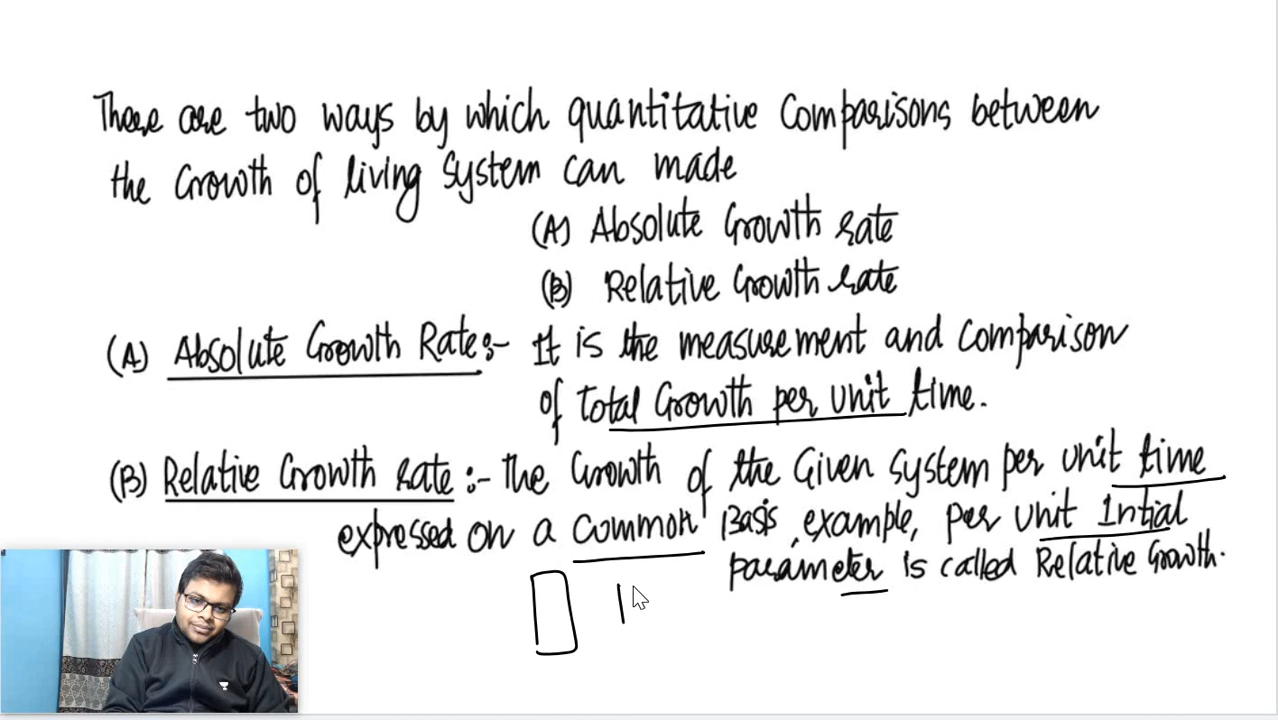 There are two ways by which quantitative Comparisons between
the Growth of living System can made
(A) Absolute Growth rate
(B) Relative Growth rate
(A) Absolute Growth Rate:- It is the measurement and Comparison
of total Growth per unit time.
(B) Relative Growth rate :- the Growth of the Given System per unit time
expressed on a common Basis, example, per unit Intial
parameter is called Relative Growth.